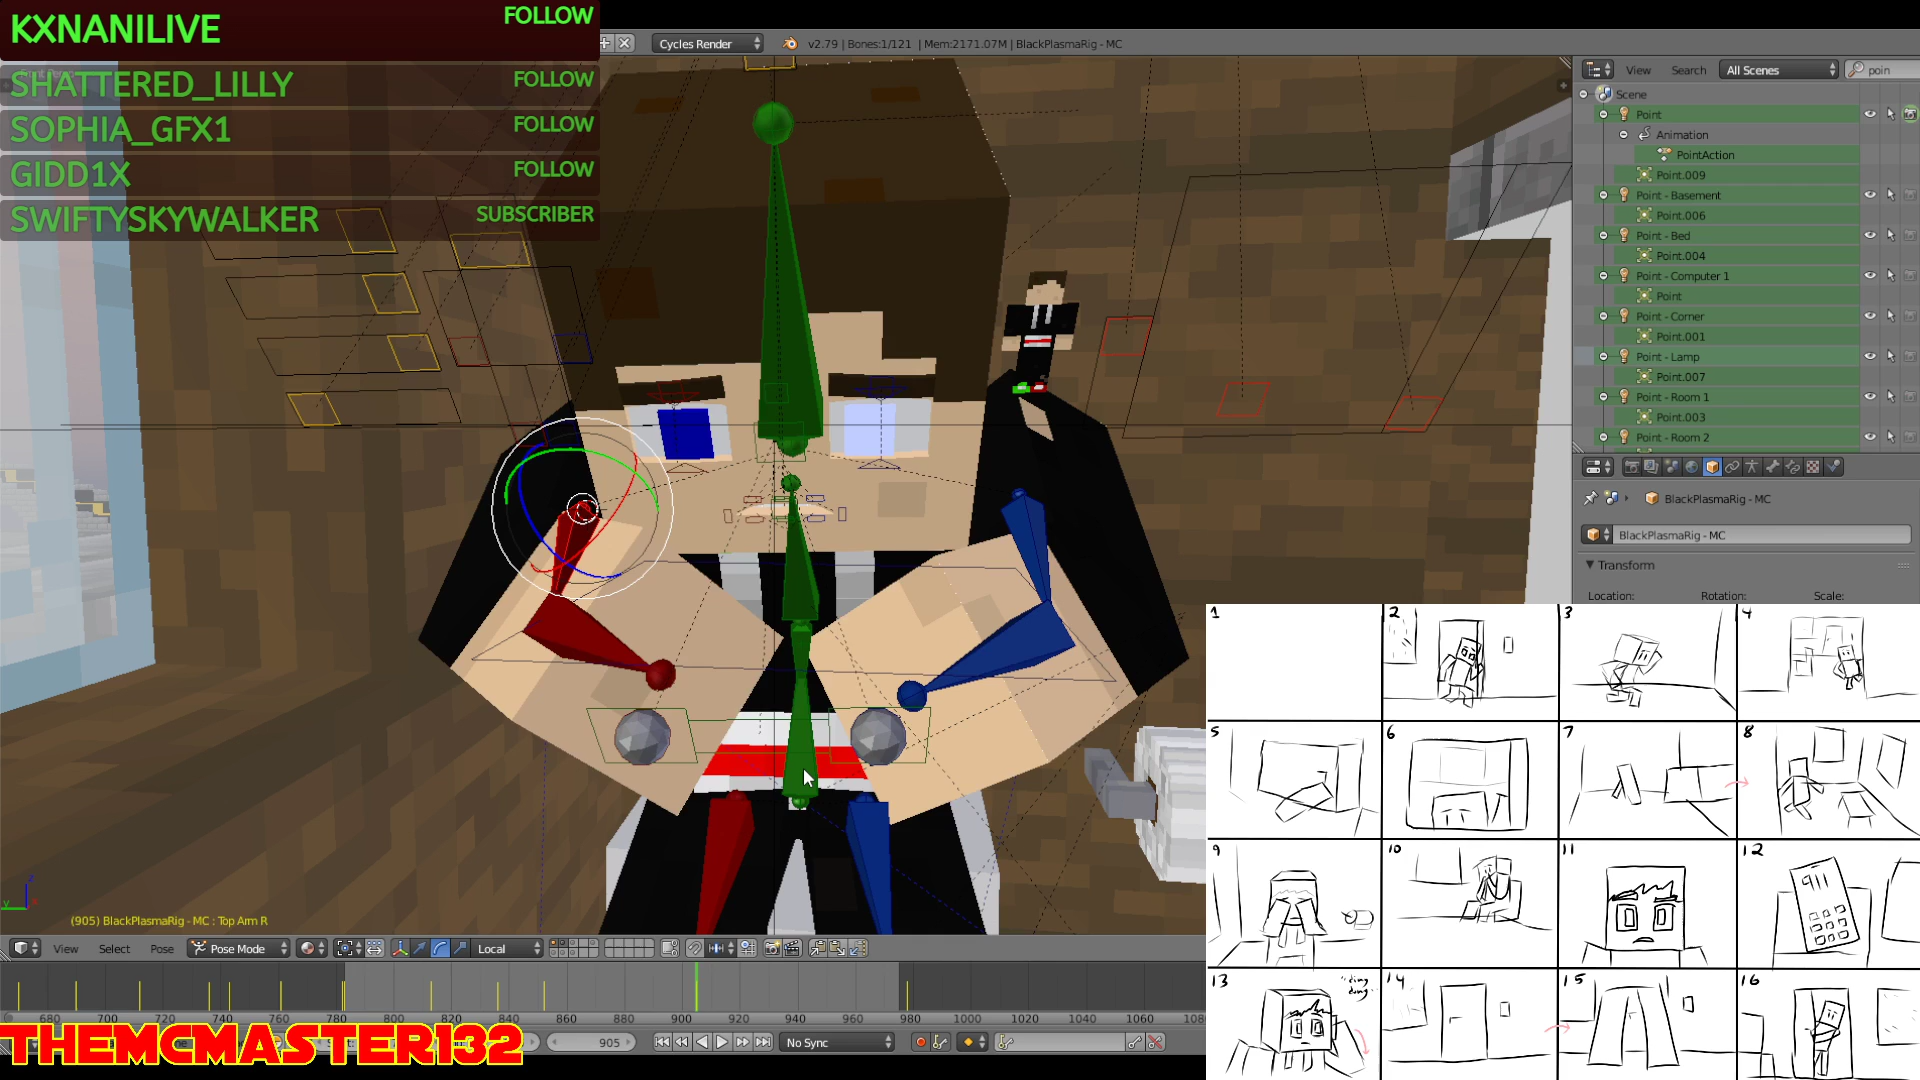 KXNANILIVE FOLLOW
SHATTERED_LILLY FOLLOW
SOPHIA_GFX1 FOLLOW
GIDD1X FOLLOW
SWIFTYSKYWALKER SUBSCRIBER
Cycles Render v2.79 | Bones:1/121 | Mem:2171.07M | BlackPlasmaRig - MC
View Search All Scenes poin
Scene
Point
Animation
PointAction
Point.009
Point - Basement
Point.006
Point - Bed
Point.004
Point - Computer 1
Point
Point - Corner
Point.001
Point - Lamp
Point.007
Point - Room 1
Point.003
Point - Room 2
BlackPlasmaRig - MC
BlackPlasmaRig - MC
Transform
Location: Rotation: Scale:
1 2 3 4
5 6 7 8
9 10 11 12
911
13 14 15 16
"ding dong"
(905) BlackPlasmaRig - MC : Top Arm R
View Select Pose Pose Mode Local
680 700 720 740 760 780 800 820 840 860 880 900 920 940 960 980 1000 1020 1040 1060
905 No Sync
THEMCMASTER132